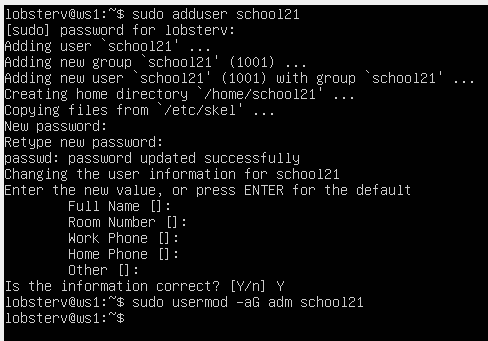 lobsterv@ws1:~$ sudo adduser school21
[sudo] password for lobsterv:
Adding user `school21' ...
Adding new group `school21' (1001) ...
Adding new user `school21' (1001) with group `school21' ...
Creating home directory `/home/school21' ...
Copying files from `/etc/skel' ...
New password:
Retype new password:
passwd: password updated successfully
Changing the user information for school21
Enter the new value, or press ENTER for the default
        Full Name []:
        Room Number []:
        Work Phone []:
        Home Phone []:
        Other []:
Is the information correct? [Y/n] Y
lobsterv@ws1:~$ sudo usermod -aG adm school21
lobsterv@ws1:~$